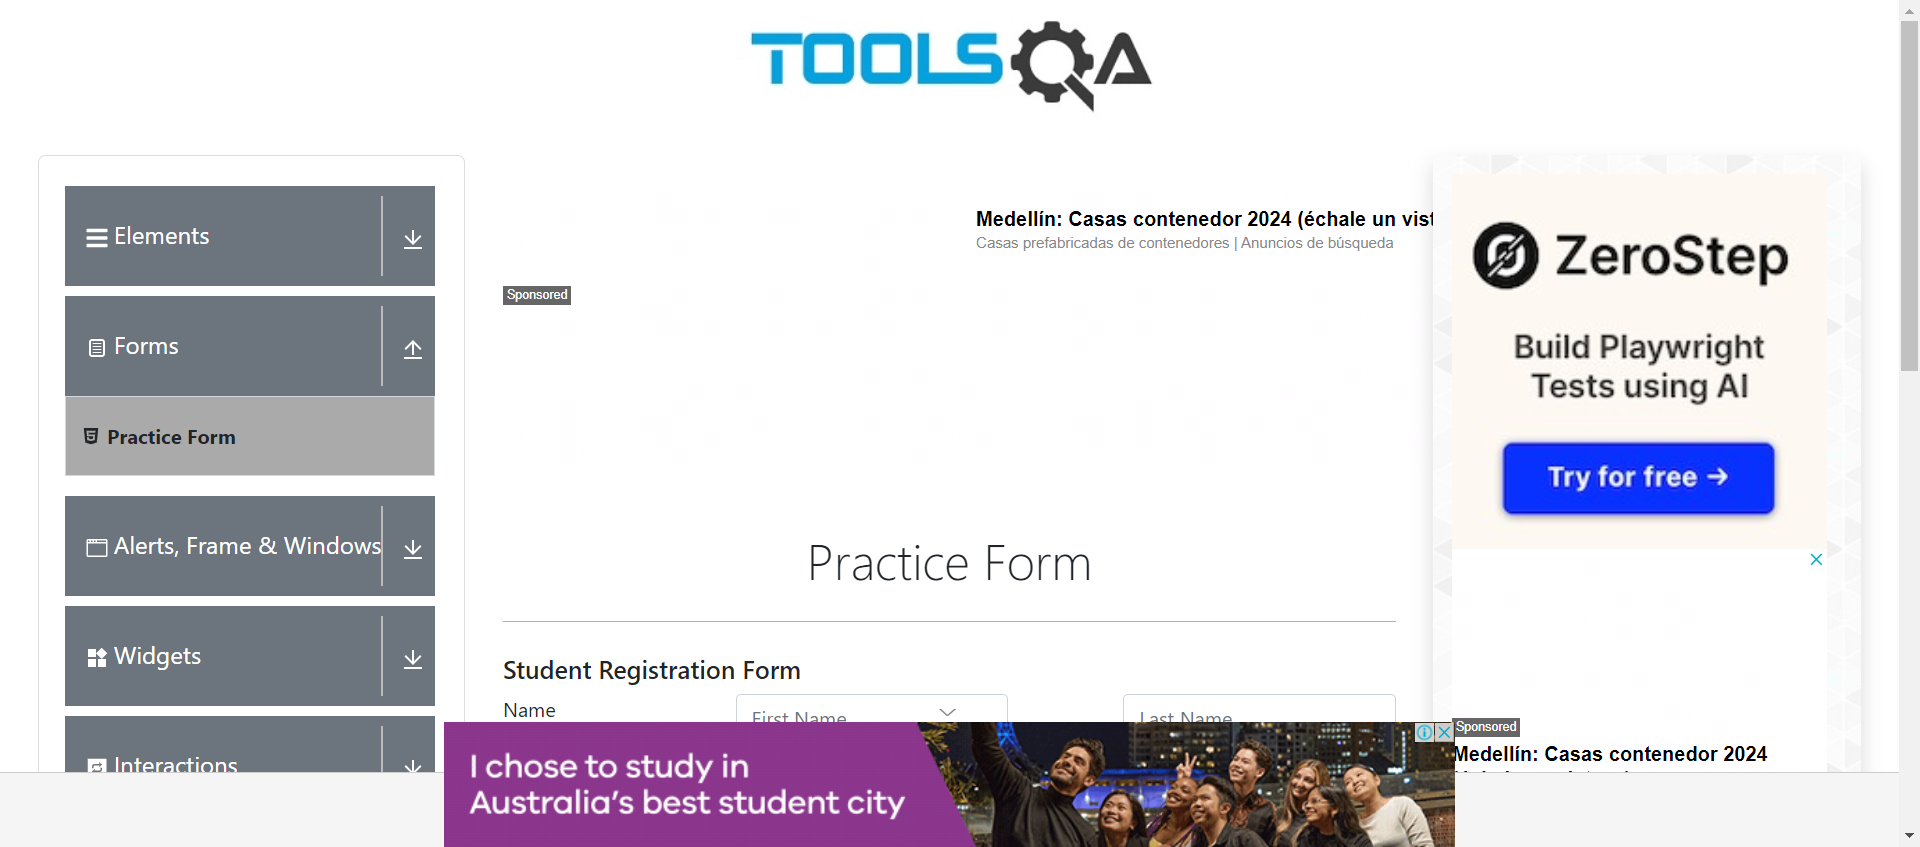 TOOLSQA
Elements
Forms
Practice Form
Alerts, Frame & Windows
Widgets
Interactions
Medellín: Casas contenedor 2024 (échale un vist
Casas prefabricadas de contenedores | Anuncios de búsqueda
Sponsored
Practice Form
Student Registration Form
Name
First Name
Last Name
ZeroStep
Build Playwright
Tests using AI
Try for free →
Sponsored
Medellín: Casas contenedor 2024
I chose to study in
Australia's best student city